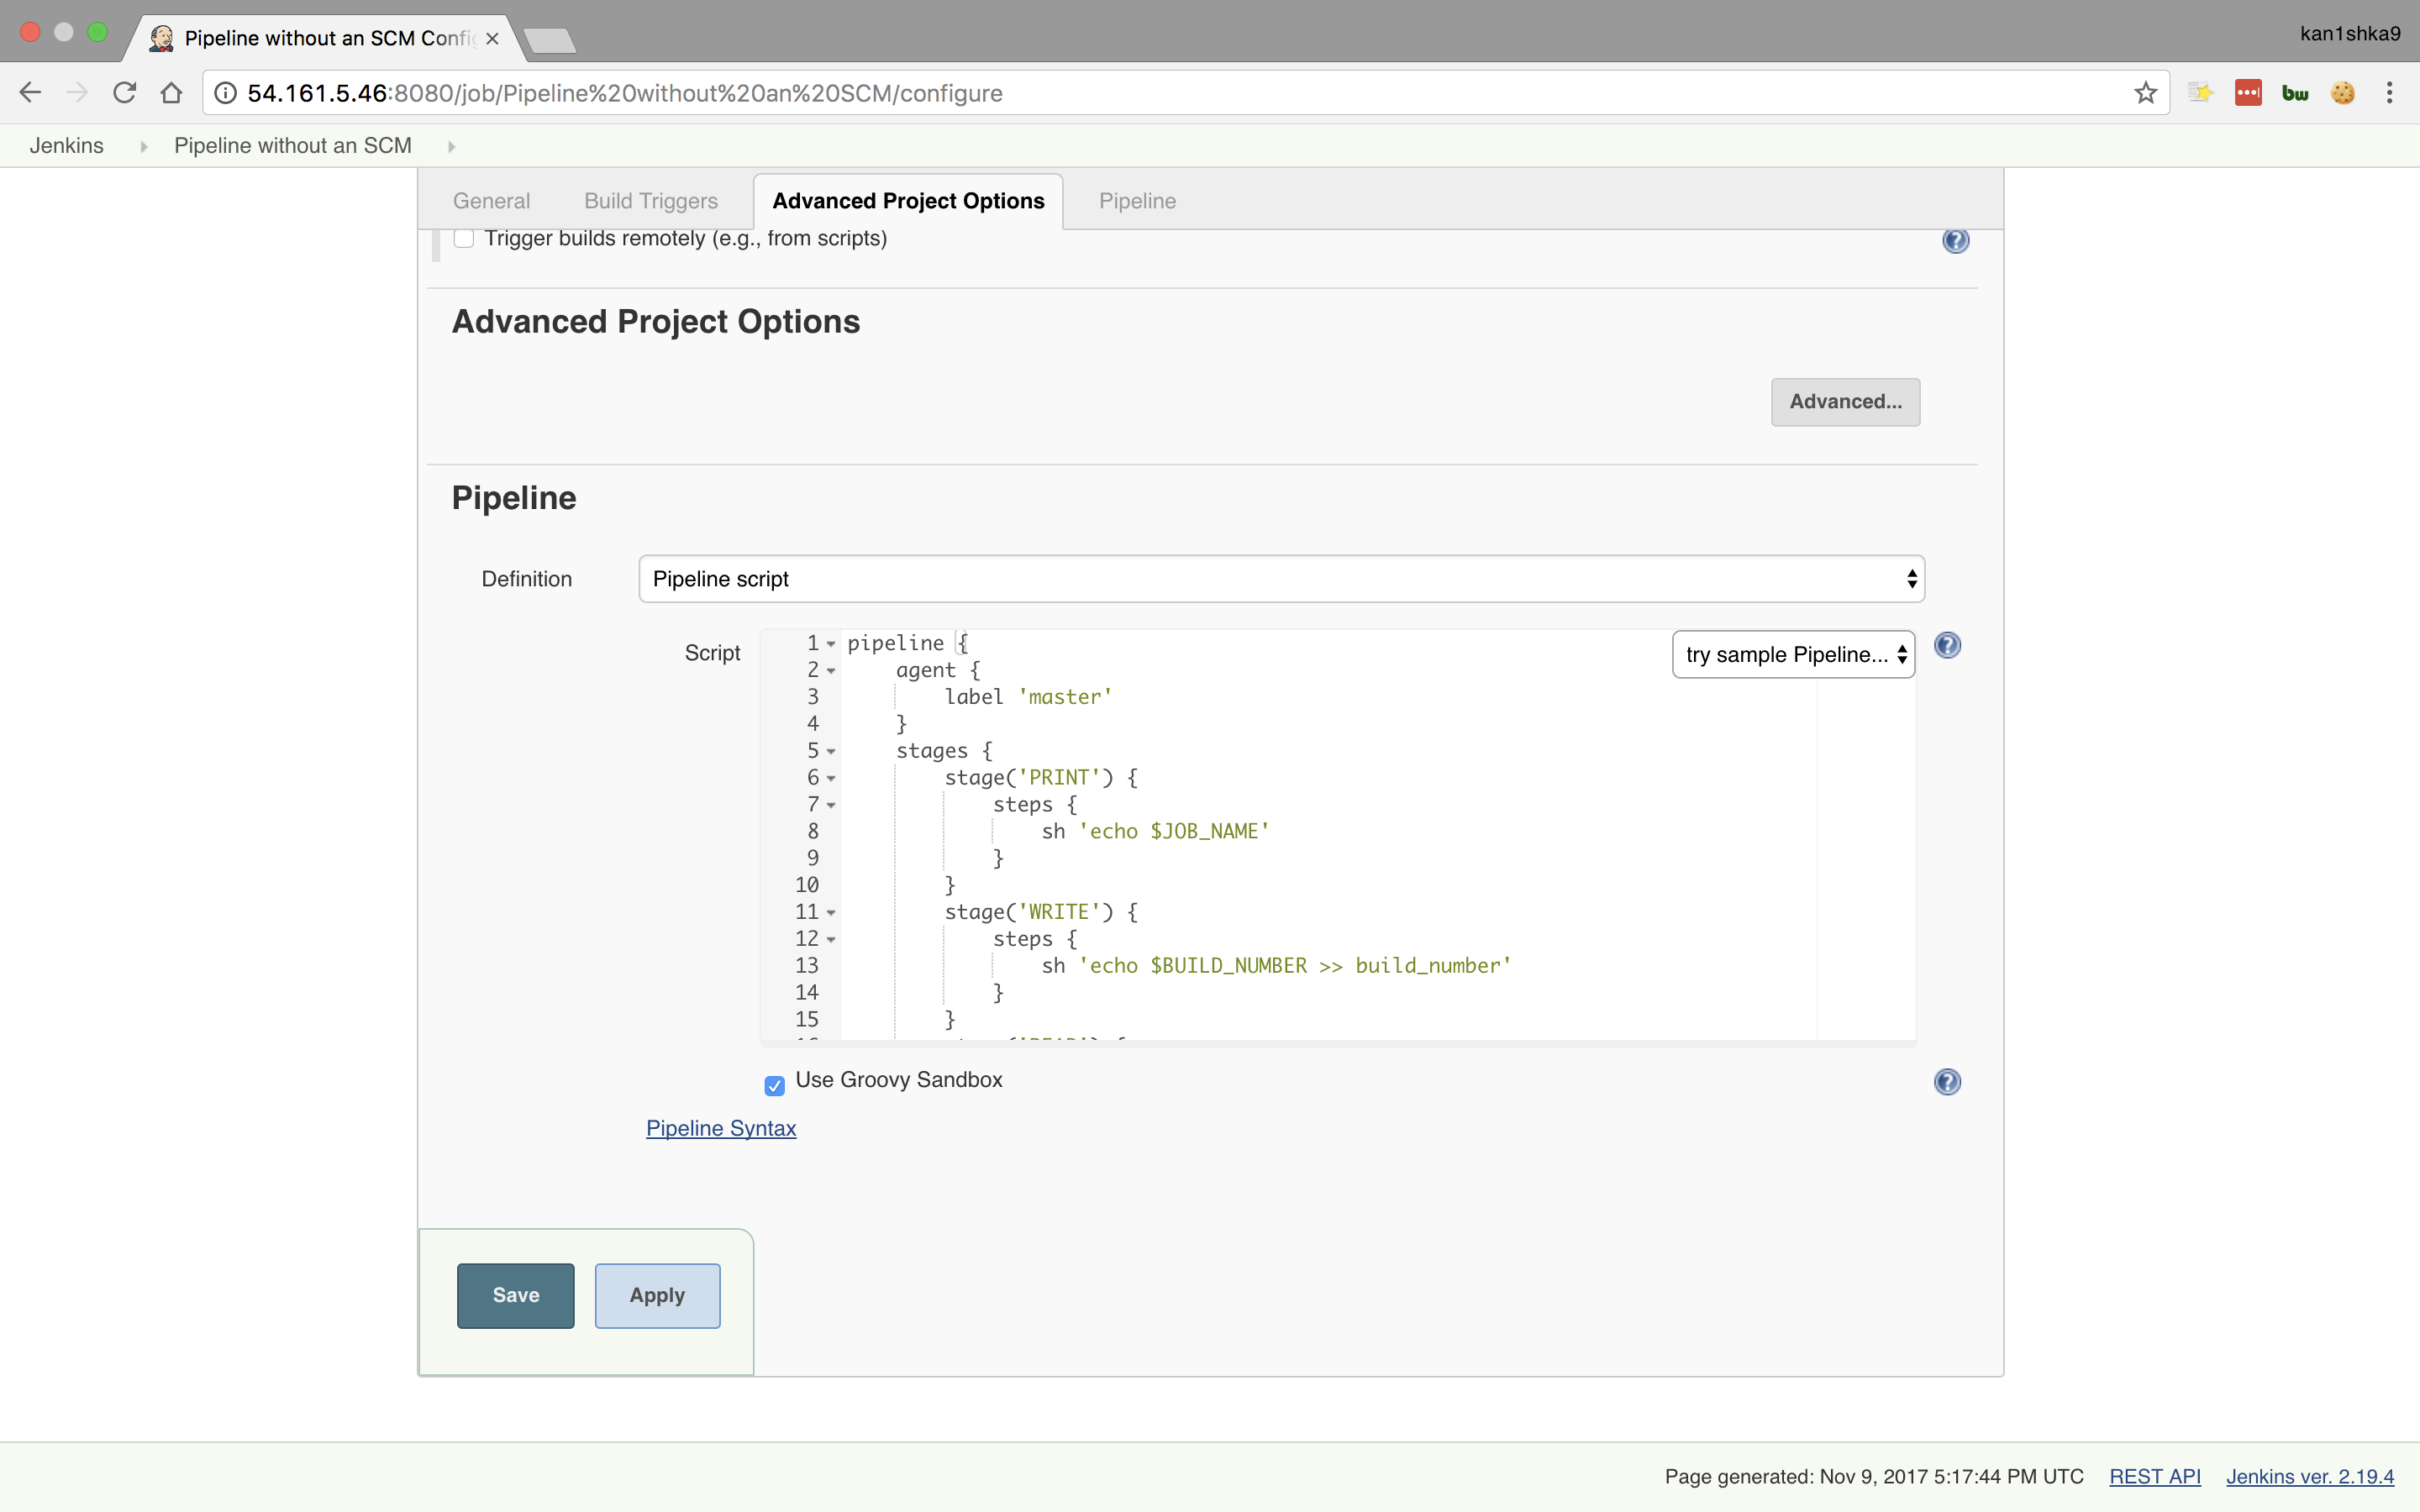 Pipeline without an SCM Config
kan1shka9
54.161.5.46:8080/job/Pipeline%20without%20an%20SCM/configure
bw
Jenkins
Pipeline without an SCM
General
Build Triggers
Advanced Project Options
Pipeline
Trigger builds remotely (e.g., from scripts)
Advanced Project Options
Advanced...
Pipeline
Definition
Pipeline script
Script
try sample Pipeline...
1 pipeline {
2 agent {
3 label 'master'
4 }
5 stages {
6 stage('PRINT') {
7 steps {
8 sh 'echo $JOB_NAME'
9 }
10 }
11 stage('WRITE') {
12 steps {
13 sh 'echo $BUILD_NUMBER >> build_number'
14 }
15 }
Use Groovy Sandbox
Pipeline Syntax
Save
Apply
Page generated: Nov 9, 2017 5:17:44 PM UTC
REST API
Jenkins ver. 2.19.4